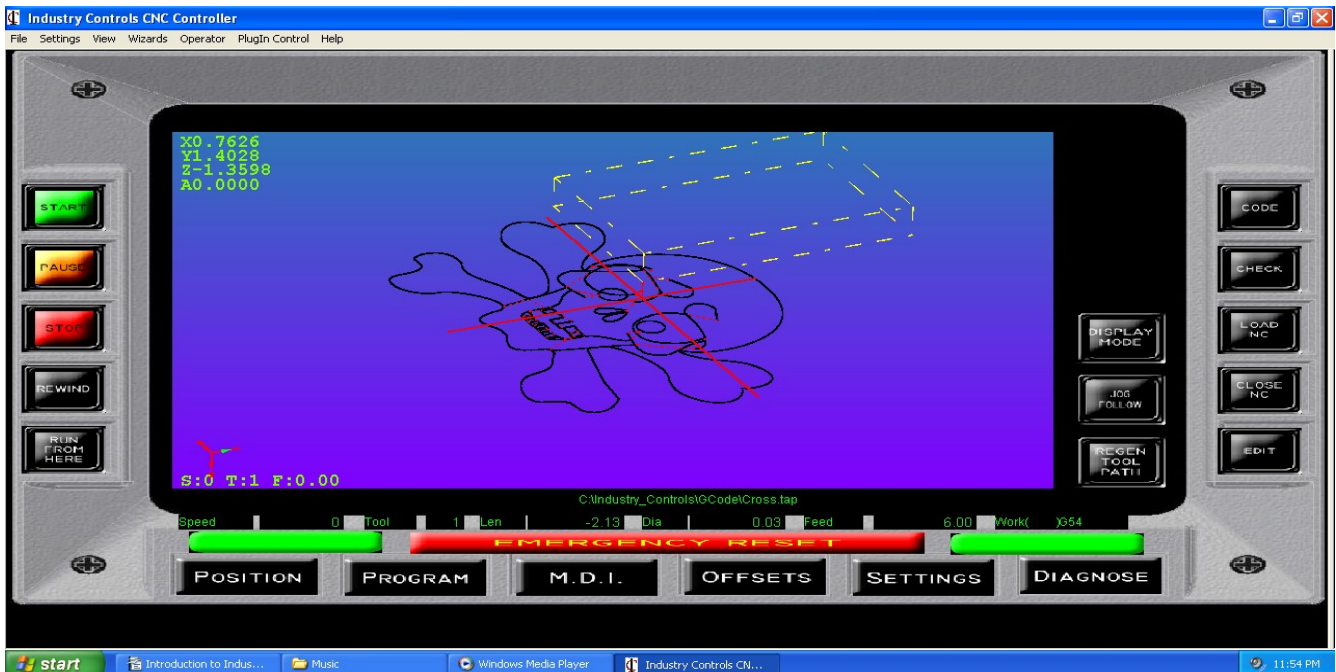 Industry Controls CNC Controller
File Settings View Wizards Operator PlugIn Control Help
X0.7626
Y1.4028
Z-1.3598
A0.0000
START
PAUSE
STOP
REWIND
RUN
FROM
HERE
CODE
CHECK
LOAD
NC
CLOSE
NC
EDIT
DISPLAY
MODE
JOG
FOLLOW
REGEN
TOOL
PATH
S:0 T:1 F:0.00
C:\Industry_Controls\GCode\Cross.tap
Speed 0 Tool 1 Len -2.13 Dia 0.03 Feed 6.00 Work( )G54
EMERGENCY RESET
POSITION PROGRAM M.D.I. OFFSETS SETTINGS DIAGNOSE
start Introduction to Indus... Music Windows Media Player Industry Controls CN... 11:54 PM